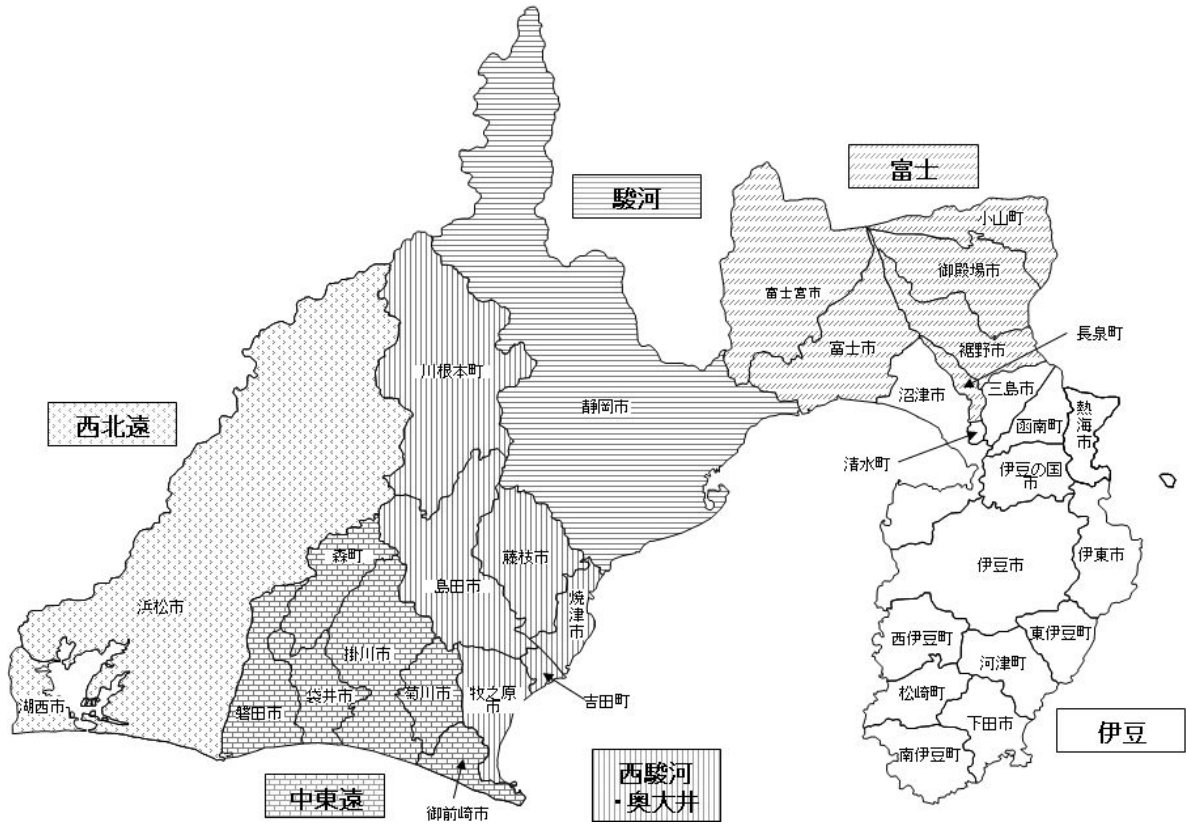 富士
駿河
小山町
御殿場市
富士宮市
長泉町
富士市
裾野市
川根本町
沼津市
三島市
静岡市
熱海市
函南町
西北遠
清水町
伊豆の国
市
森町
藤枝市
伊東市
伊豆市
島田市
焼津市
浜松市
西伊豆町
東伊豆町
掛川市
河津町
湖西市
磐田市
袋井市
菊川市
牧之原
市
吉田町
松崎町
下田市
伊豆
南伊豆町
西駿河
・奥大井
中東遠
御前崎市